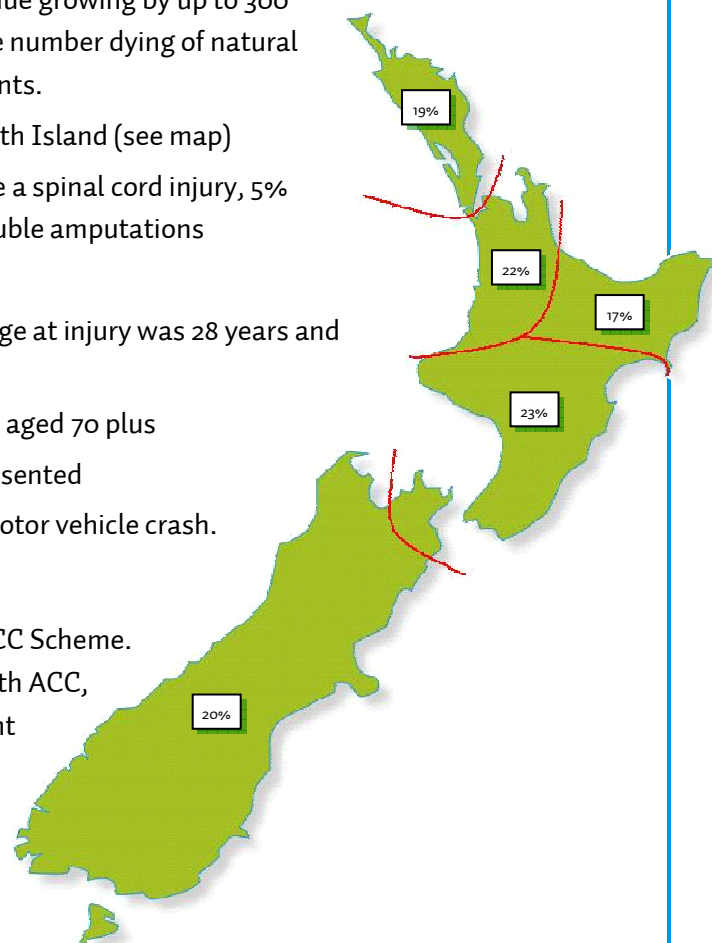 ue growing by up to 300
e number dying of natural
nts.
th Island (see map)
e a spinal cord injury, 5%
uble amputations
ge at injury was 28 years and
aged 70 plus
sented
otor vehicle crash.
CC Scheme.
th ACC,
nt
19%
22%
17%
23%
20%